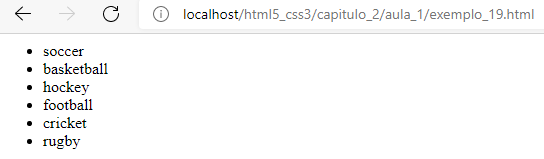 localhost/html5_css3/capitulo_2/aula_1/exemplo_19.html
soccer
basketball
hockey
football
cricket
rugby